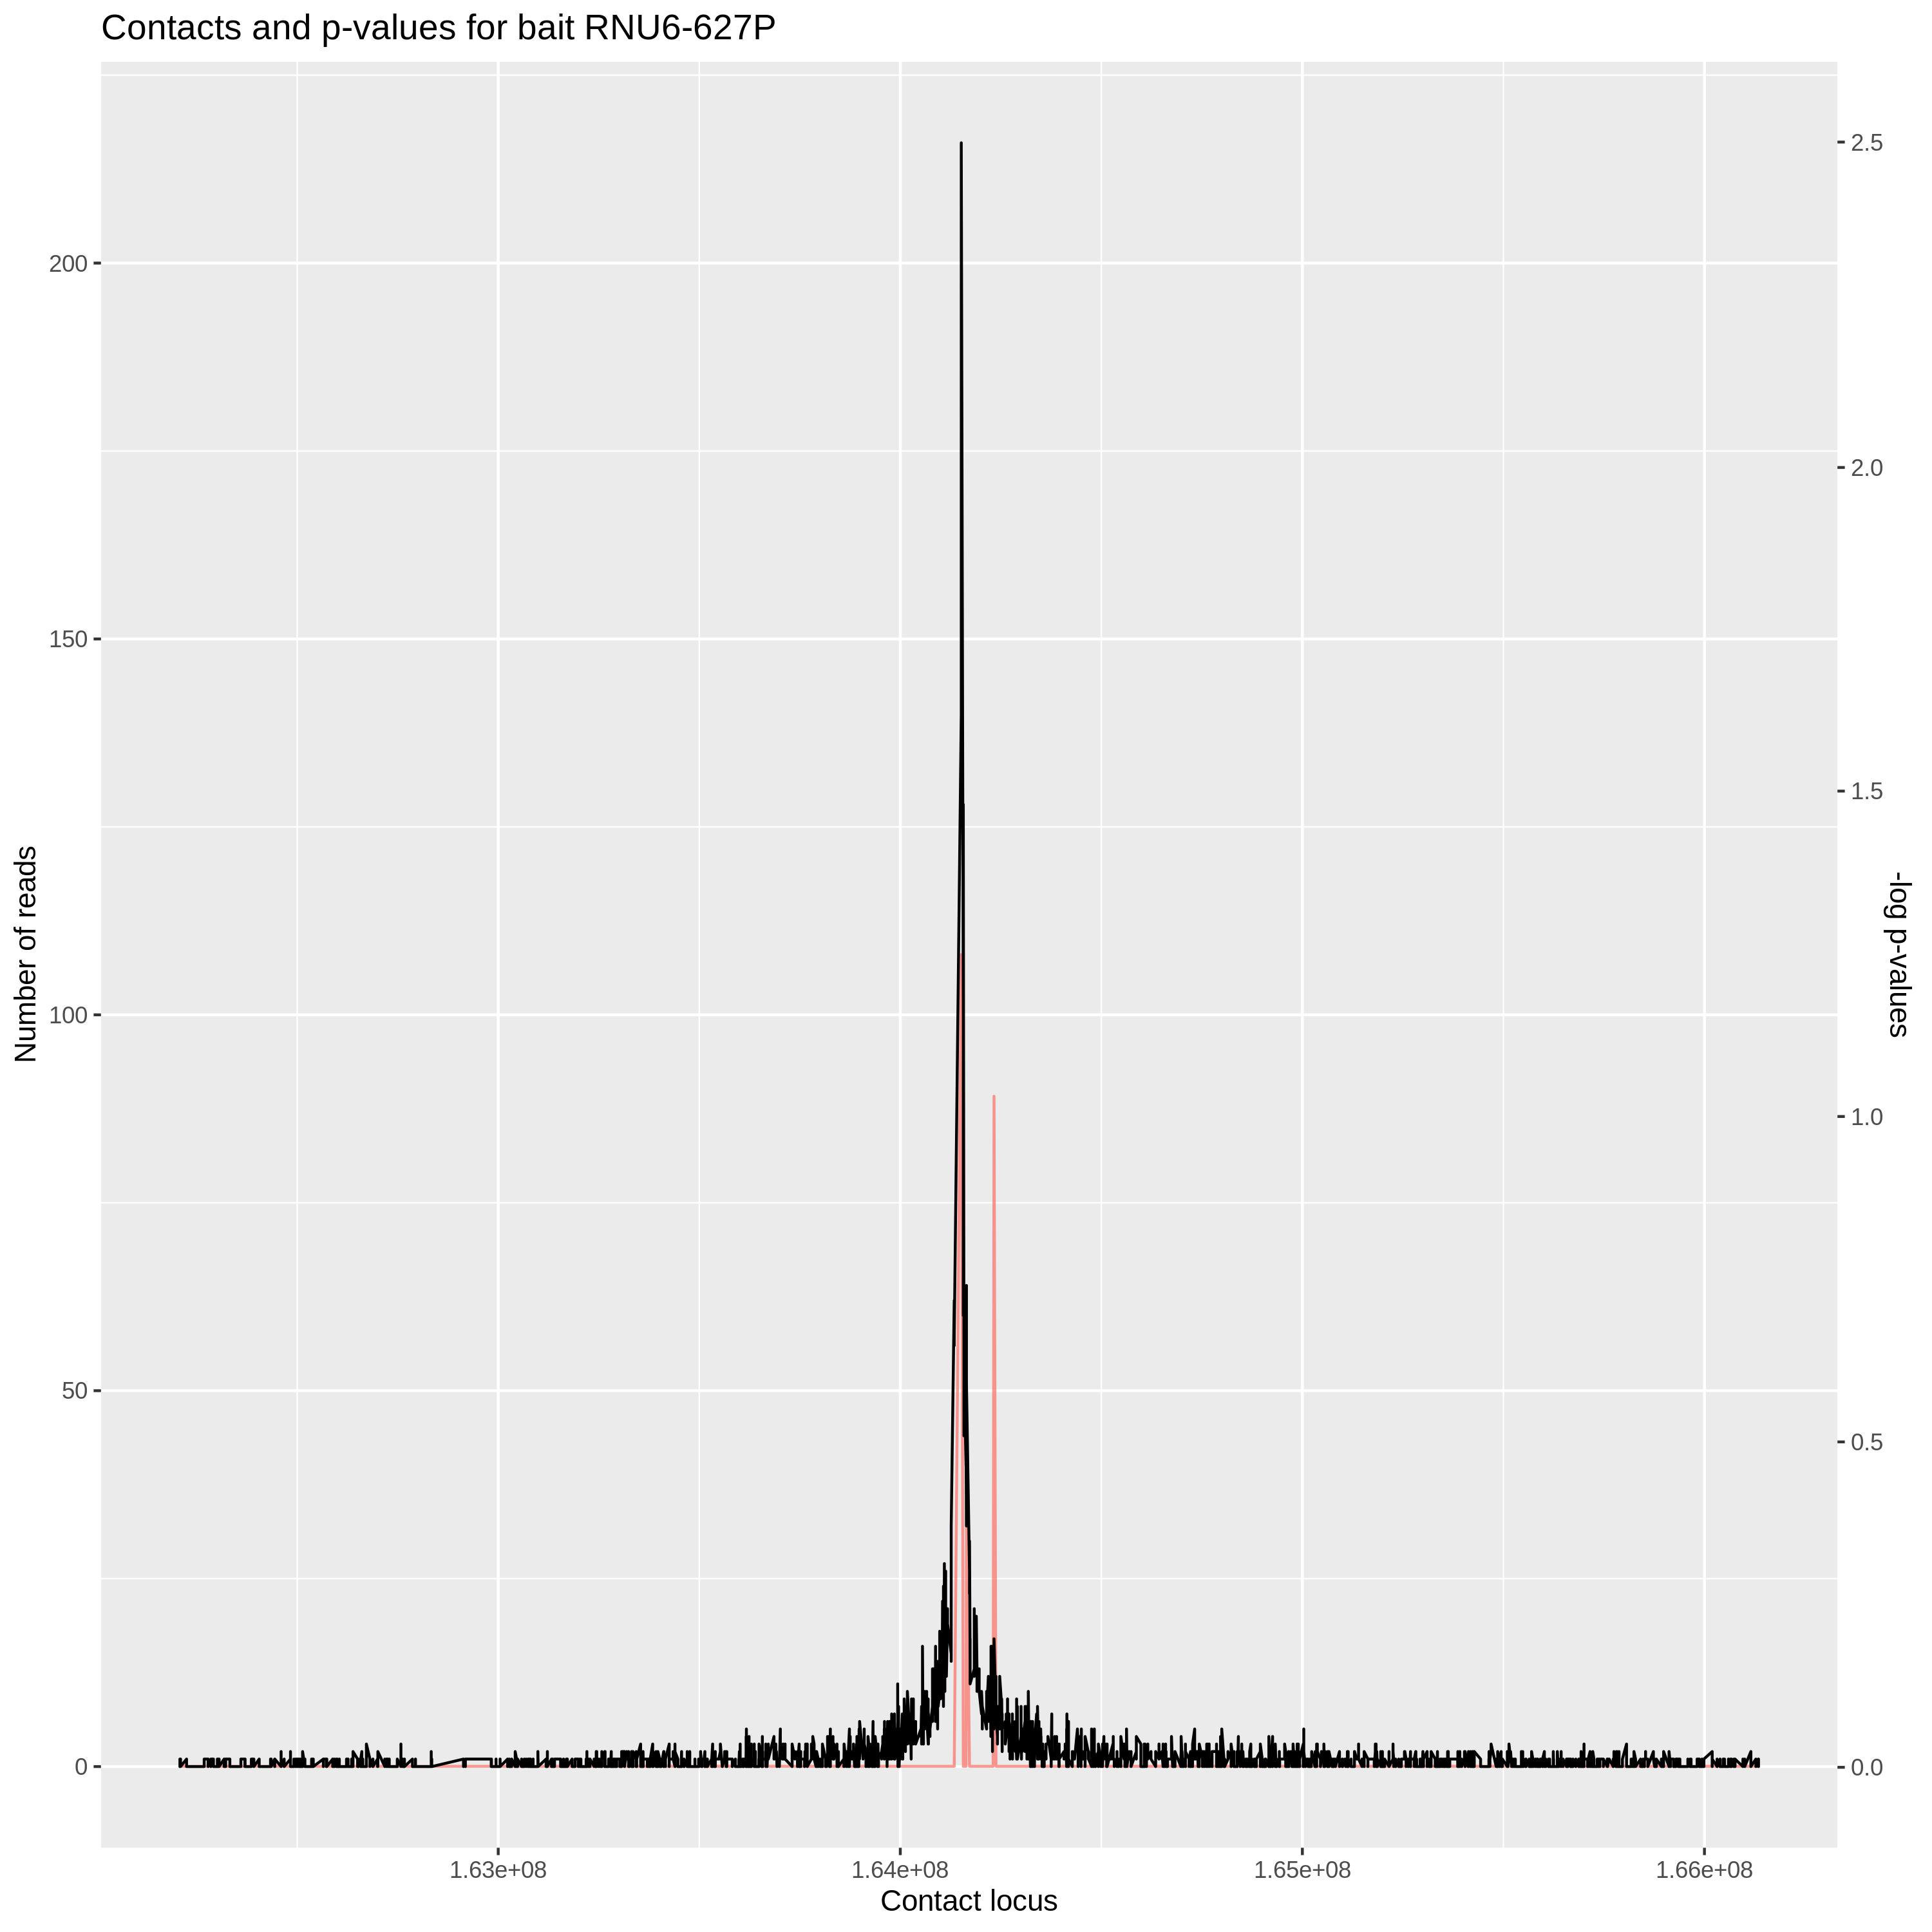 Contacts and p-values for bait RNU6-627P
200
150
100
50
0
Number of reads
2.5
2.0
1.5
1.0
0.5
0.0
-log p-values
1.63e+08
1.64e+08
1.65e+08
1.66e+08
Contact locus